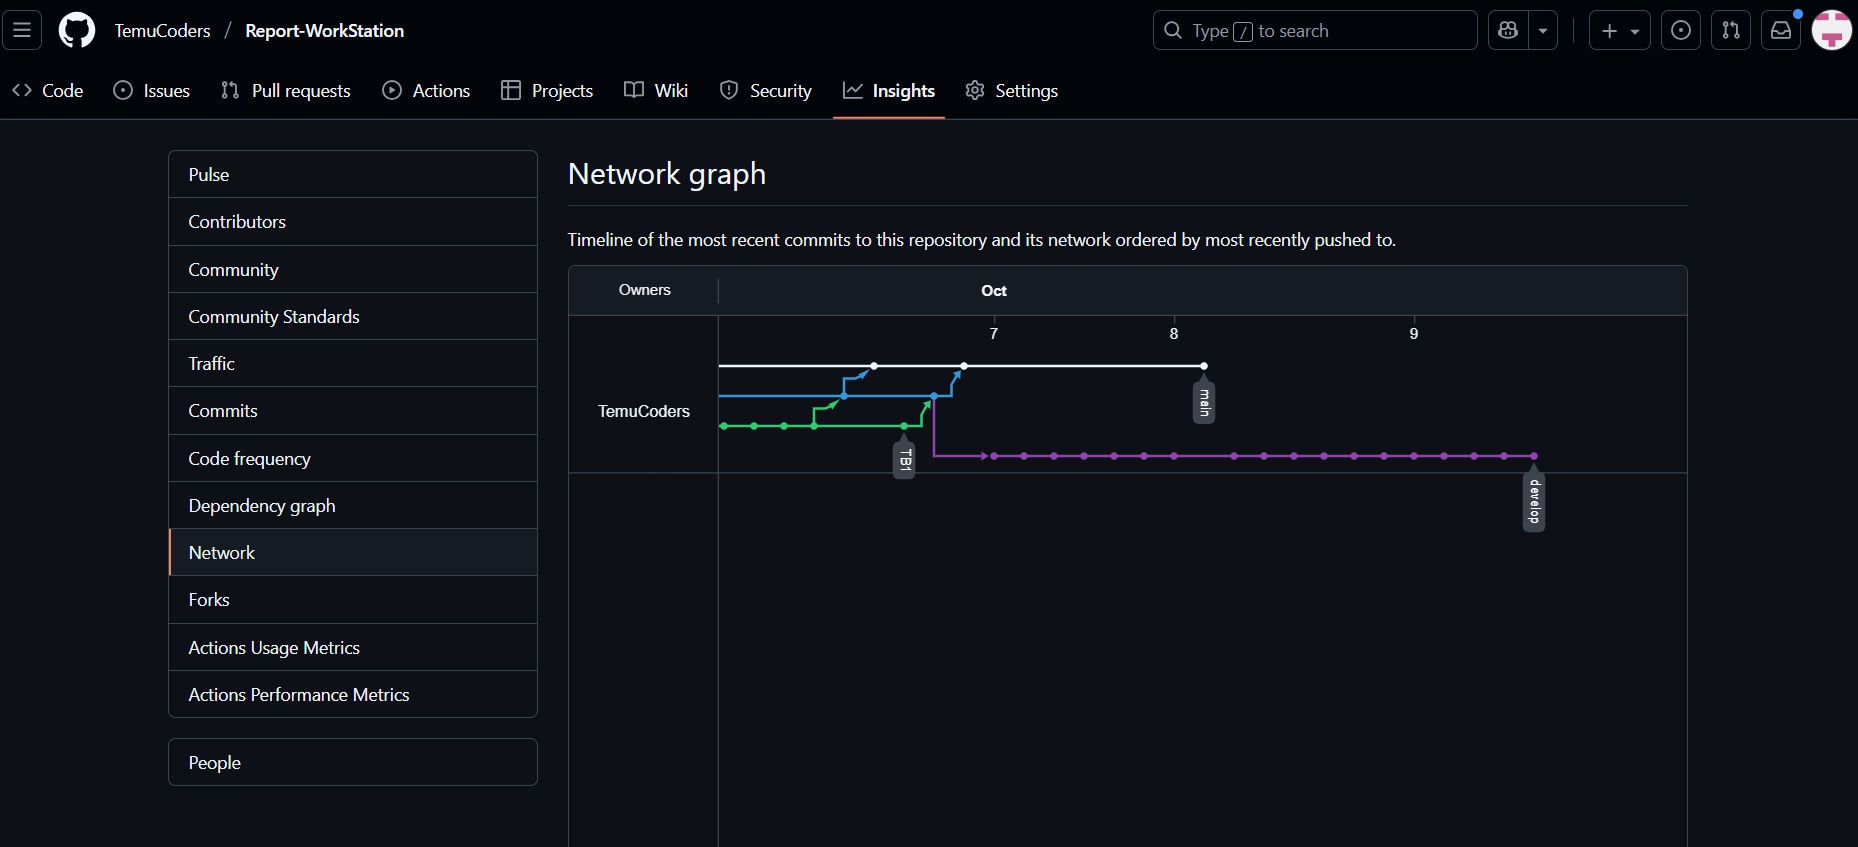 TemuCoders / Report-WorkStation
Type / to search
Code
Issues
Pull requests
Actions
Projects
Wiki
Security
Insights
Settings
Pulse
Contributors
Community
Community Standards
Traffic
Commits
Code frequency
Dependency graph
Network
Forks
Actions Usage Metrics
Actions Performance Metrics
People
Network graph
Timeline of the most recent commits to this repository and its network ordered by most recently pushed to.
Owners
Oct
7
8
9
TemuCoders
main
TB1
develop